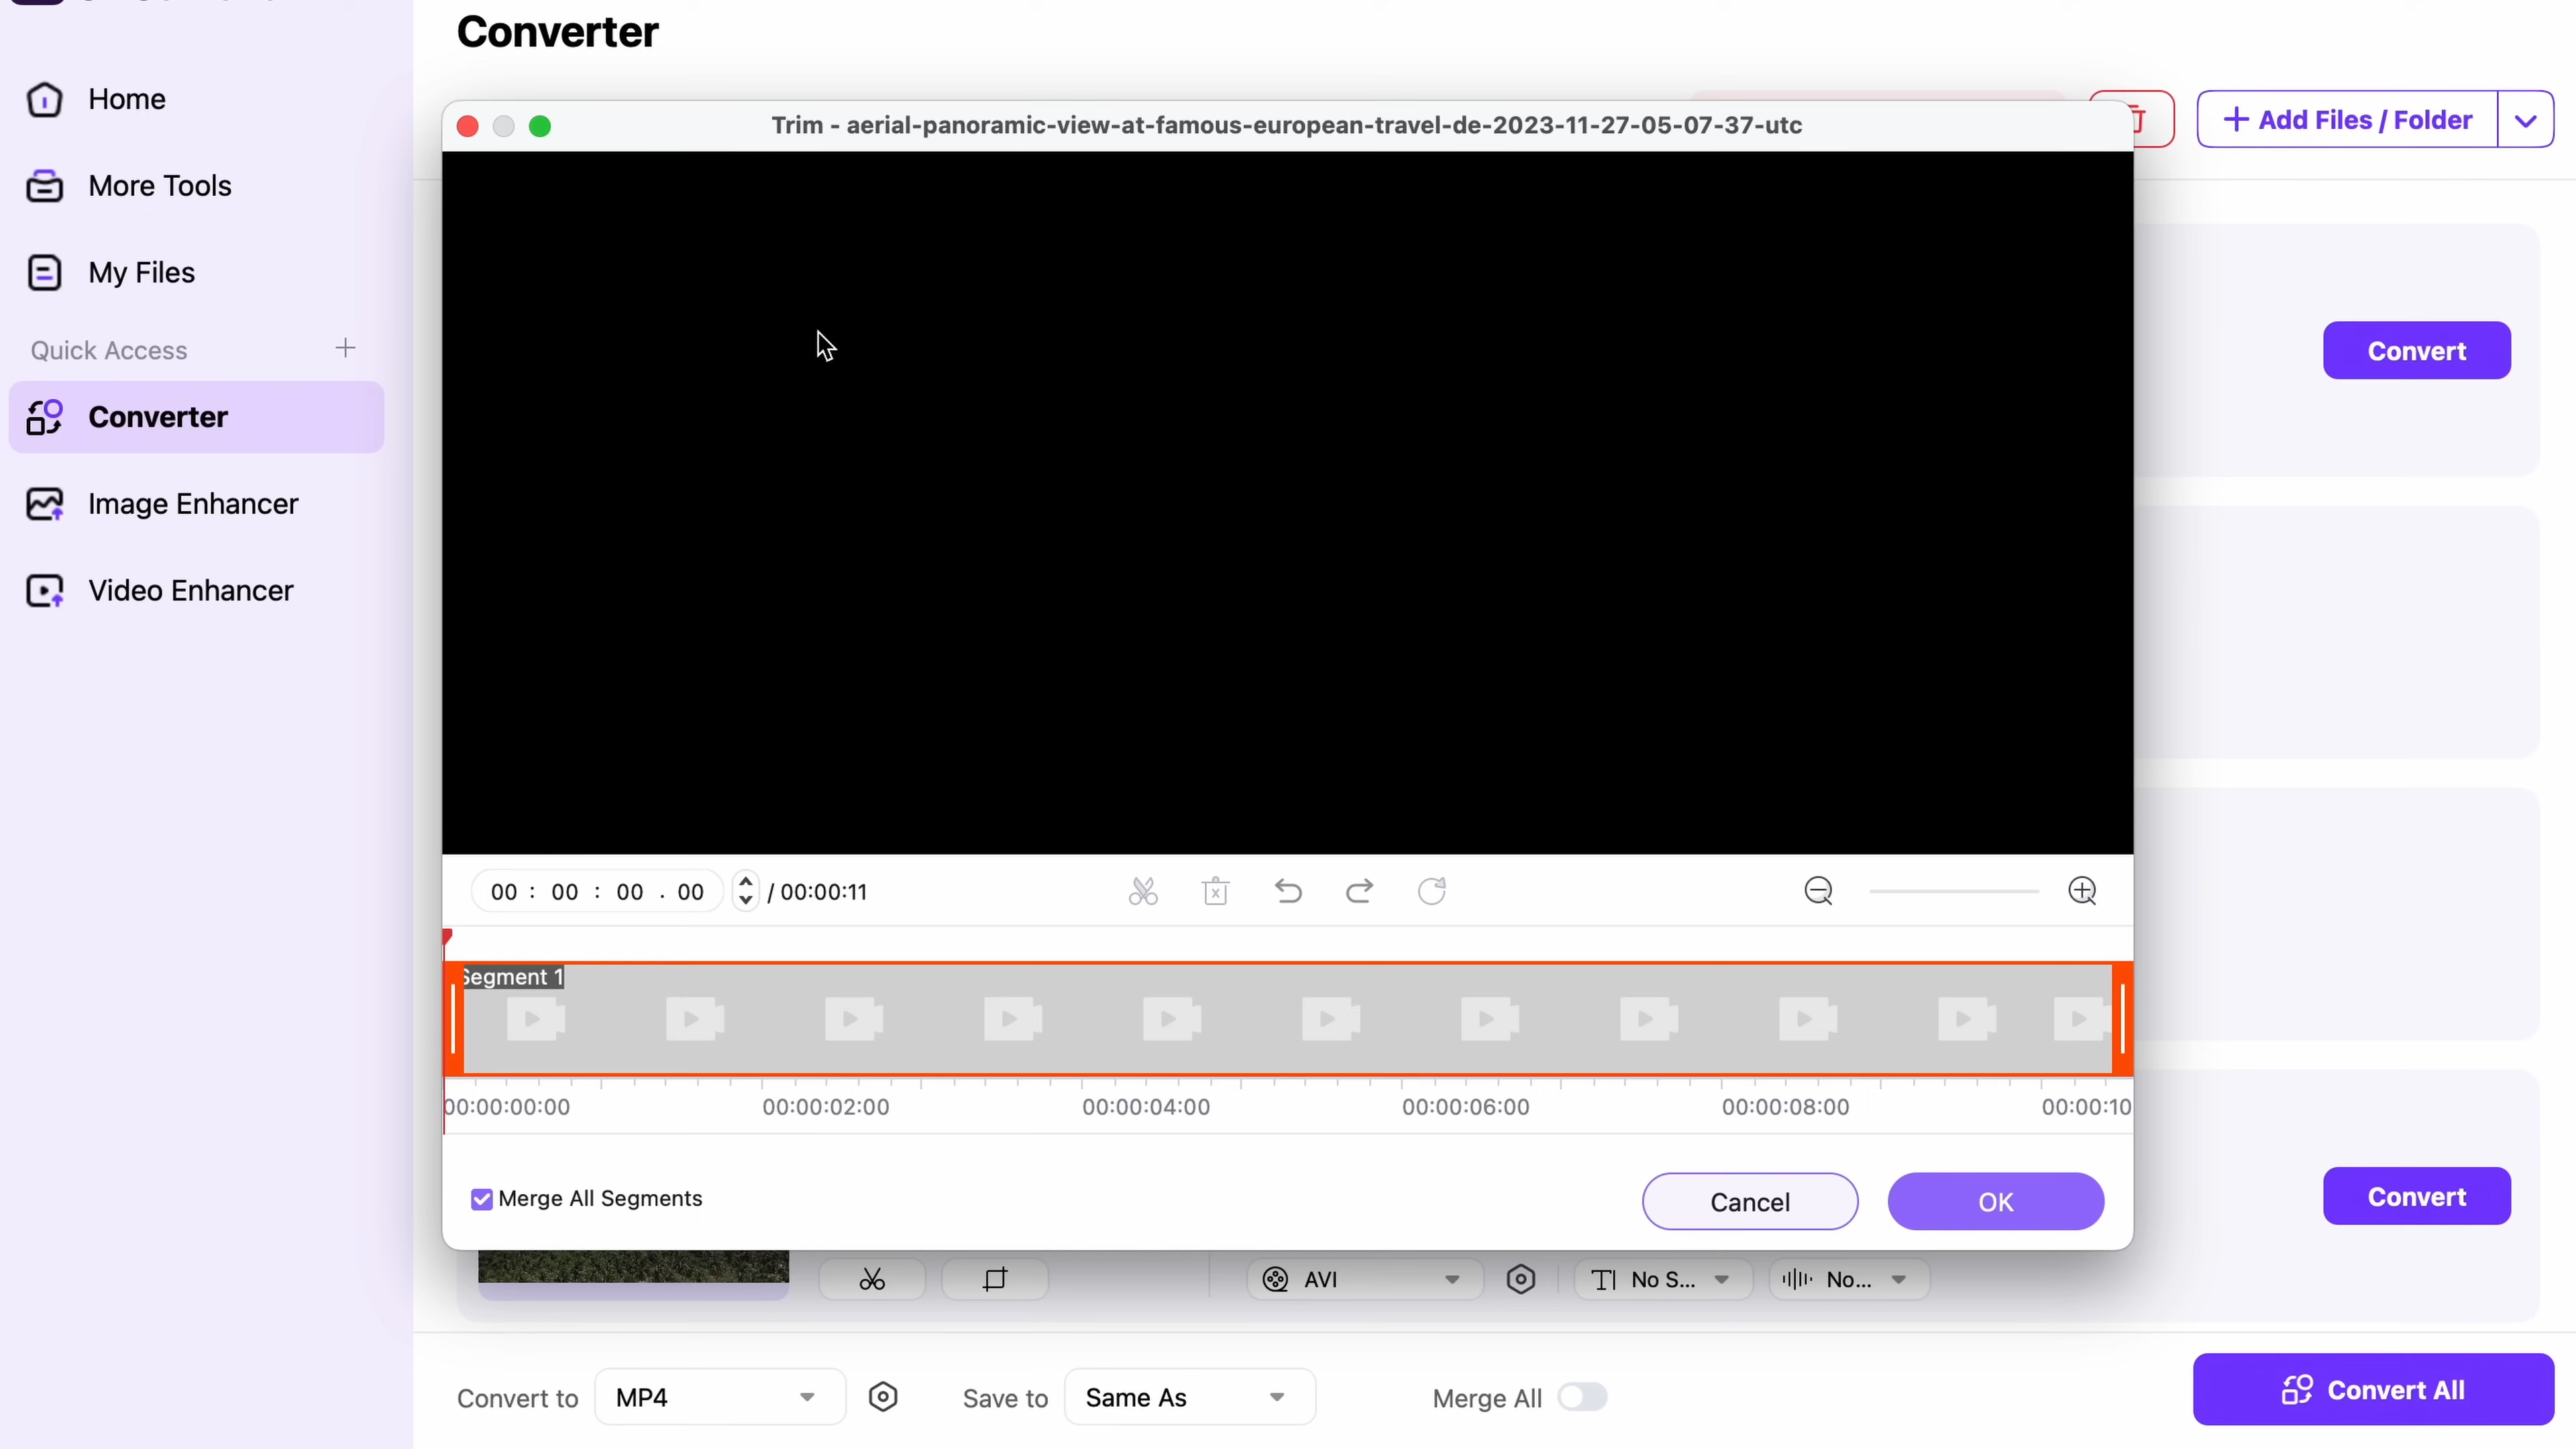 Converter
Home
More Tools
My Files
Quick Access
Converter
Image Enhancer
Video Enhancer
Trim - aerial-panoramic-view-at-famous-european-travel-de-2023-11-27-05-07-37-utc
Add Files / Folder
Convert
00 : 00 : 00 . 00 / 00:00:11
Segment 1
00:00:00:00 00:00:02:00 00:00:04:00 00:00:06:00 00:00:08:00 00:00:10
Merge All Segments
Cancel
OK
Convert
AVI
No S...
No...
Convert to
MP4
Save to
Same As
Merge All
Convert All